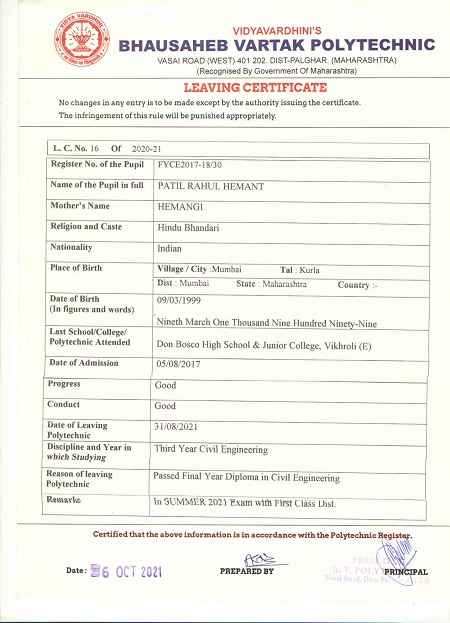 VIDYA VARDHINI
VIDYAVARDHINI'S
BHAUSAHEB VARTAK POLYTECHNIC
VASAI ROAD (WEST) 401 202. DIST-PALGHAR. (MAHARASHTRA)
(Recognised By Government Of Maharashtra)
LEAVING CERTIFICATE
No changes in any entry is to be made except by the authority issuing the certificate.
The infringement of this rule will be punished appropriately.
L. C. No. 16 Of 2020-21
Register No. of the Pupil FYCE2017-18/30
Name of the Pupil in full PATIL RAHUL HEMANT
Mother's Name HEMANGI
Religion and Caste Hindu Bhandari
Nationality Indian
Place of Birth Village / City :Mumbai Tal : Kurla
Dist : Mumbai State : Maharashtra Country :-
Date of Birth 09/03/1999
(In figures and words)
Nineth March One Thousand Nine Hundred Ninety-Nine
Last School/College/
Polytechnic Attended Don Bosco High School & Junior College, Vikhroli (E)
Date of Admission 05/08/2017
Progress Good
Conduct Good
Date of Leaving 31/08/2021
Polytechnic
Discipline and Year in Third Year Civil Engineering
which Studying
Reason of leaving Passed Final Year Diploma in Civil Engineering
Polytechnic
Remarks In SUMMER 2021 Exam with First Class Dist.
Certified that the above information is in accordance with the Polytechnic Register.
Date : 6 OCT 2021 PREPARED BY PRINCIPAL